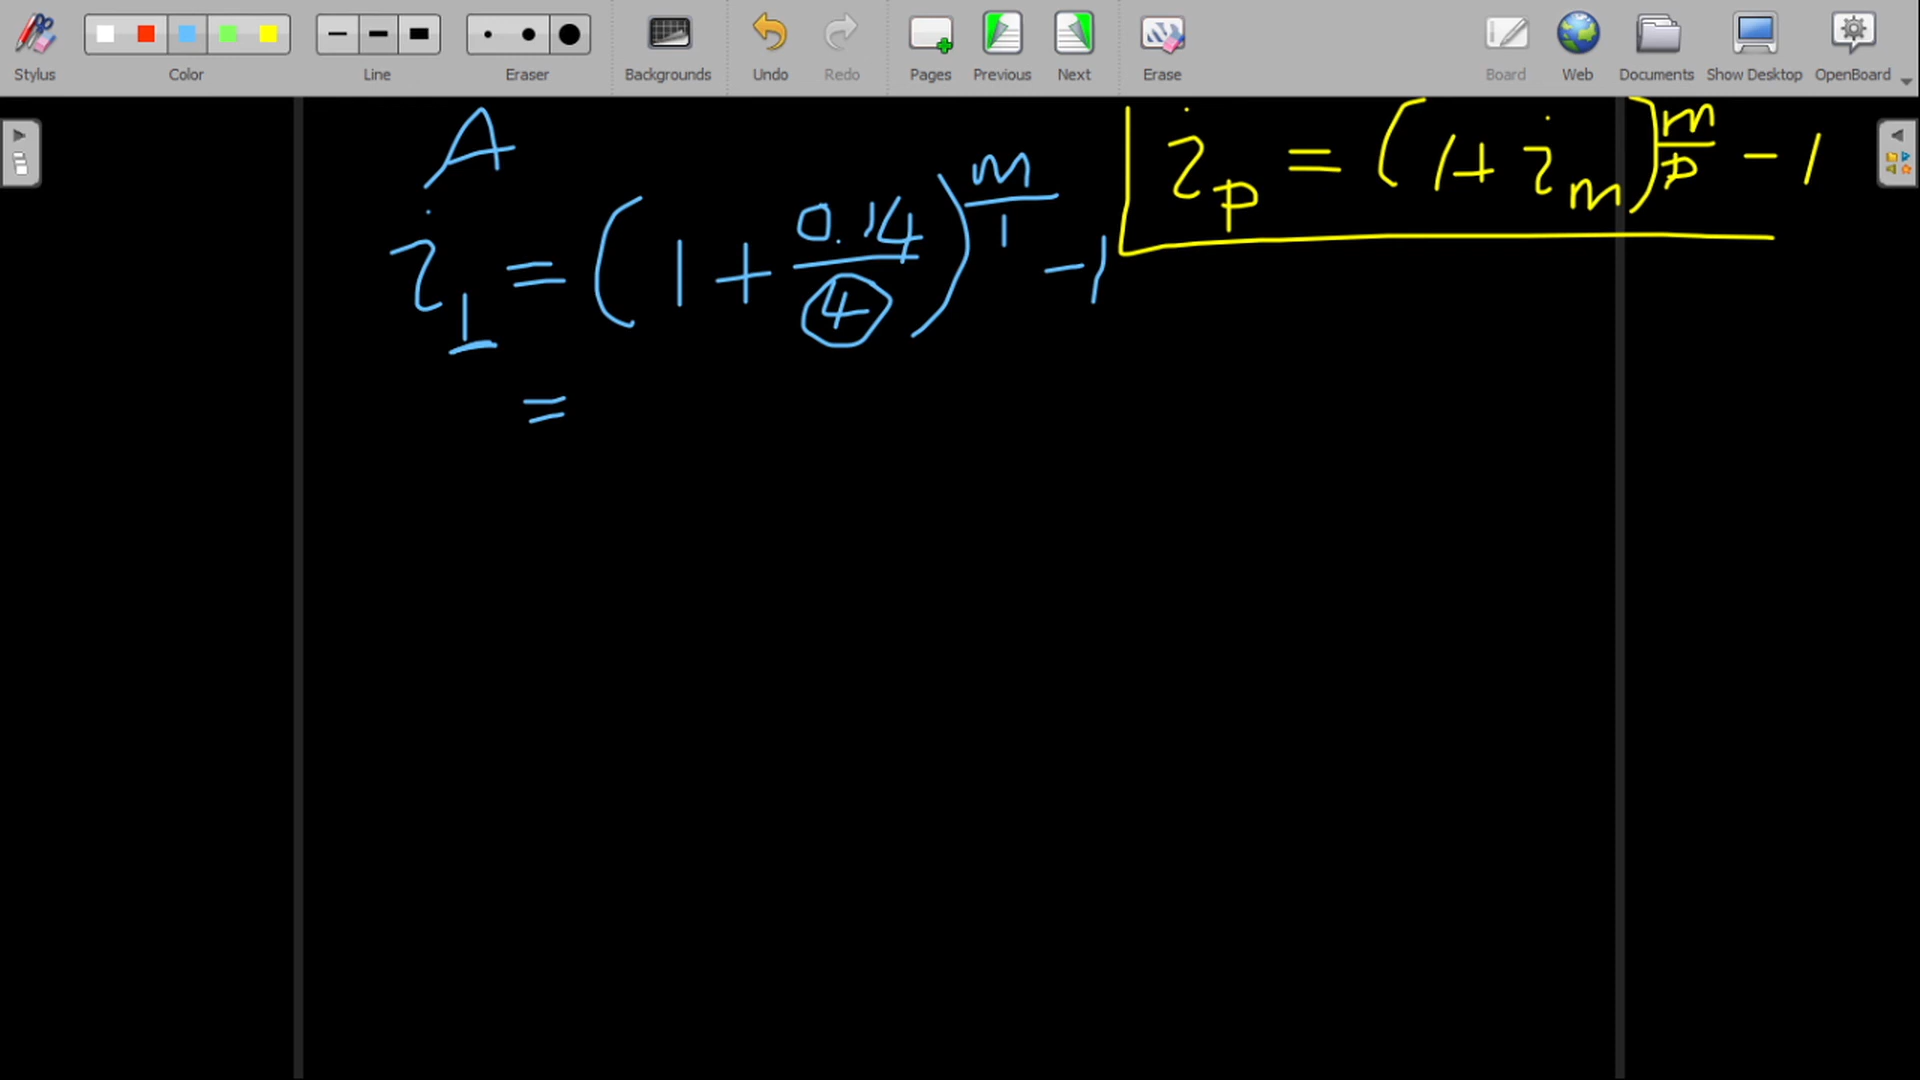 Stylus Color Line Eraser Backgrounds Undo Redo Pages Previous Next Erase Board Web Documents Show Desktop OpenBoard
A
i_p = (1 + i_m)^{m/p} - 1
i_1 = (1 + 0.14/4)^{m/1} - 1
=